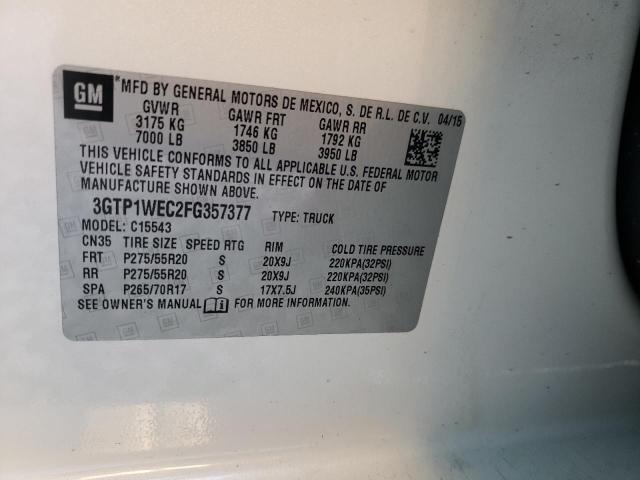 GM
*MFD BY GENERAL MOTORS DE MEXICO, S. DE R.L. DE C.V. 04/15
GVWR GAWR FRT GAWR RR
3175 KG 1746 KG 1792 KG
7000 LB 3850 LB 3950 LB
THIS VEHICLE CONFORMS TO ALL APPLICABLE U.S. FEDERAL MOTOR
VEHICLE SAFETY STANDARDS IN EFFECT ON THE DATE OF
MANUFACTURE SHOWN ABOVE.
3GTP1WEC2FG357377 TYPE: TRUCK
MODEL: C15543
CN35 TIRE SIZE SPEED RTG RIM COLD TIRE PRESSURE
FRT P275/55R20 S 20X9J 220KPA(32PSI)
RR P275/55R20 S 20X9J 220KPA(32PSI)
SPA P265/70R17 S 17X7.5J 240KPA(35PSI)
SEE OWNER'S MANUAL FOR MORE INFORMATION.